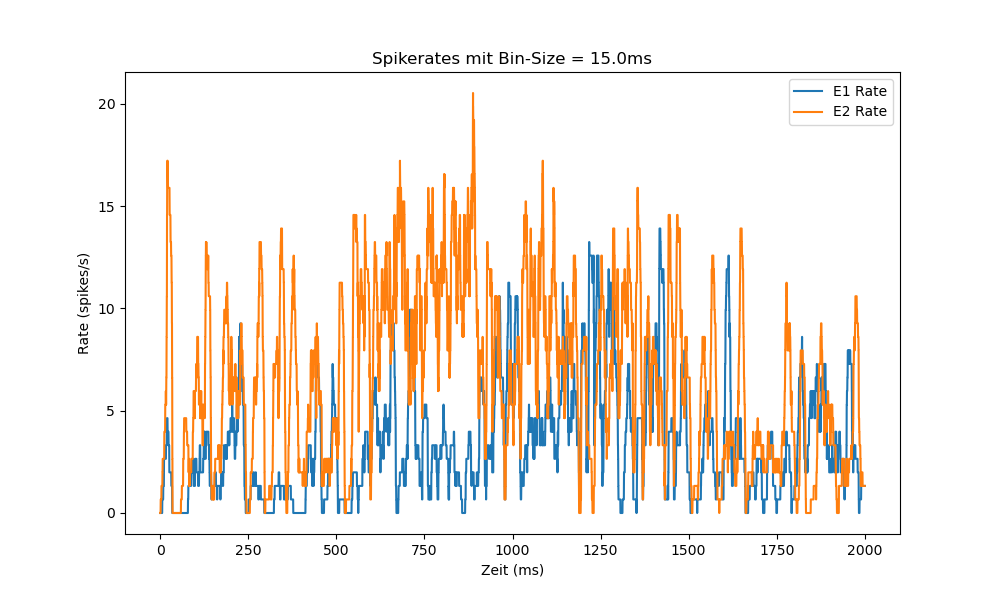 Spikerates mit Bin-Size = 15.0ms
E1 Rate
E2 Rate
20
15
10
5
0
Rate (spikes/s)
0 250 500 750 1000 1250 1500 1750 2000
Zeit (ms)